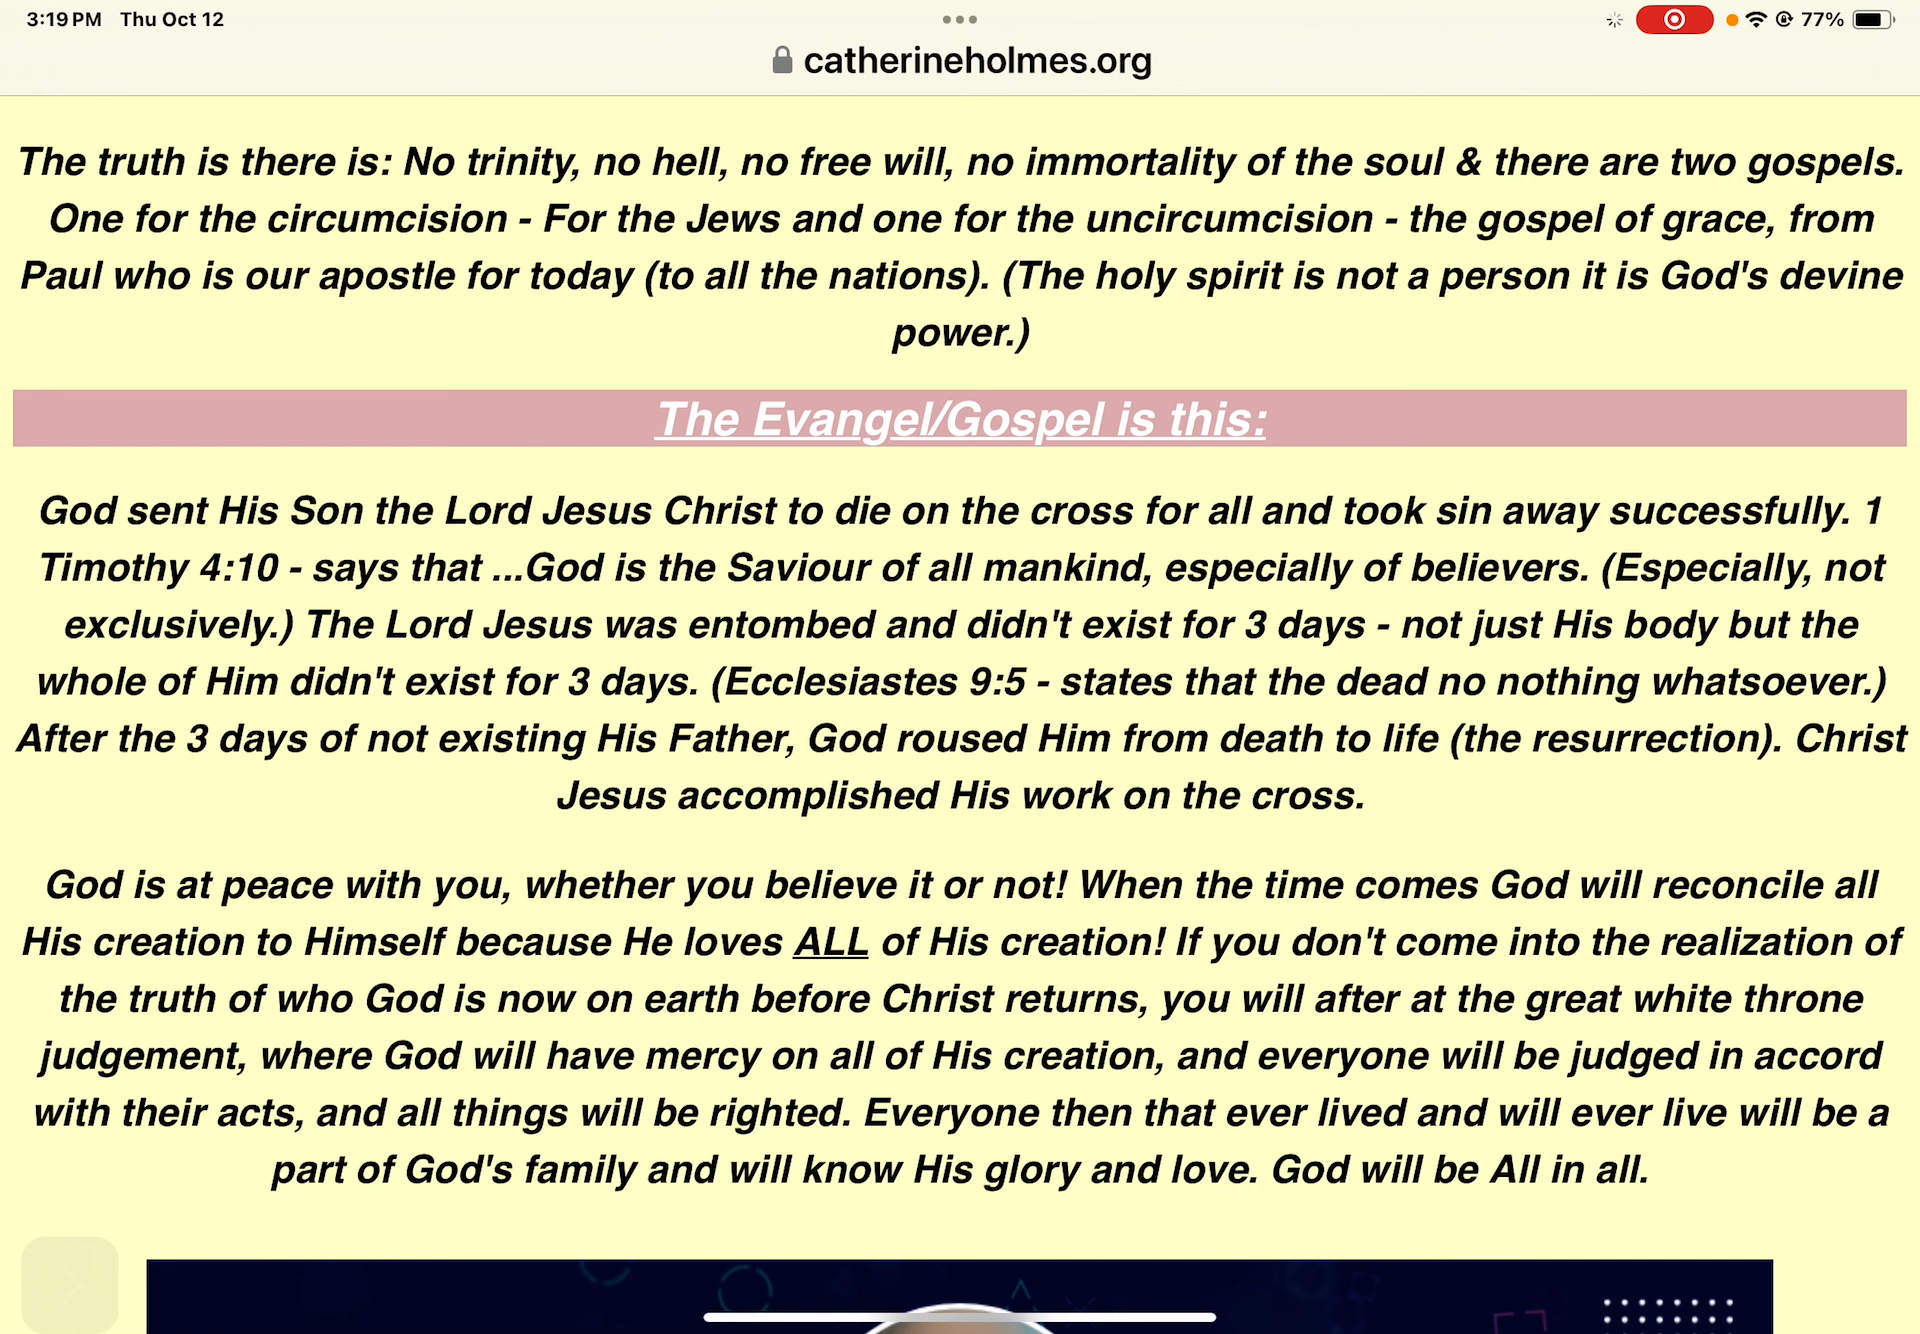 3:19 PM Thu Oct 12
77%
catherineholmes.org
The truth is there is: No trinity, no hell, no free will, no immortality of the soul & there are two gospels.
One for the circumcision - For the Jews and one for the uncircumcision - the gospel of grace, from
Paul who is our apostle for today (to all the nations). (The holy spirit is not a person it is God's devine
power.)
The Evangel/Gospel is this:
God sent His Son the Lord Jesus Christ to die on the cross for all and took sin away successfully. 1
Timothy 4:10 - says that ...God is the Saviour of all mankind, especially of believers. (Especially, not
exclusively.) The Lord Jesus was entombed and didn't exist for 3 days - not just His body but the
whole of Him didn't exist for 3 days. (Ecclesiastes 9:5 - states that the dead no nothing whatsoever.)
After the 3 days of not existing His Father, God roused Him from death to life (the resurrection). Christ
Jesus accomplished His work on the cross.
God is at peace with you, whether you believe it or not! When the time comes God will reconcile all
His creation to Himself because He loves ALL of His creation! If you don't come into the realization of
the truth of who God is now on earth before Christ returns, you will after at the great white throne
judgement, where God will have mercy on all of His creation, and everyone will be judged in accord
with their acts, and all things will be righted. Everyone then that ever lived and will ever live will be a
part of God's family and will know His glory and love. God will be All in all.